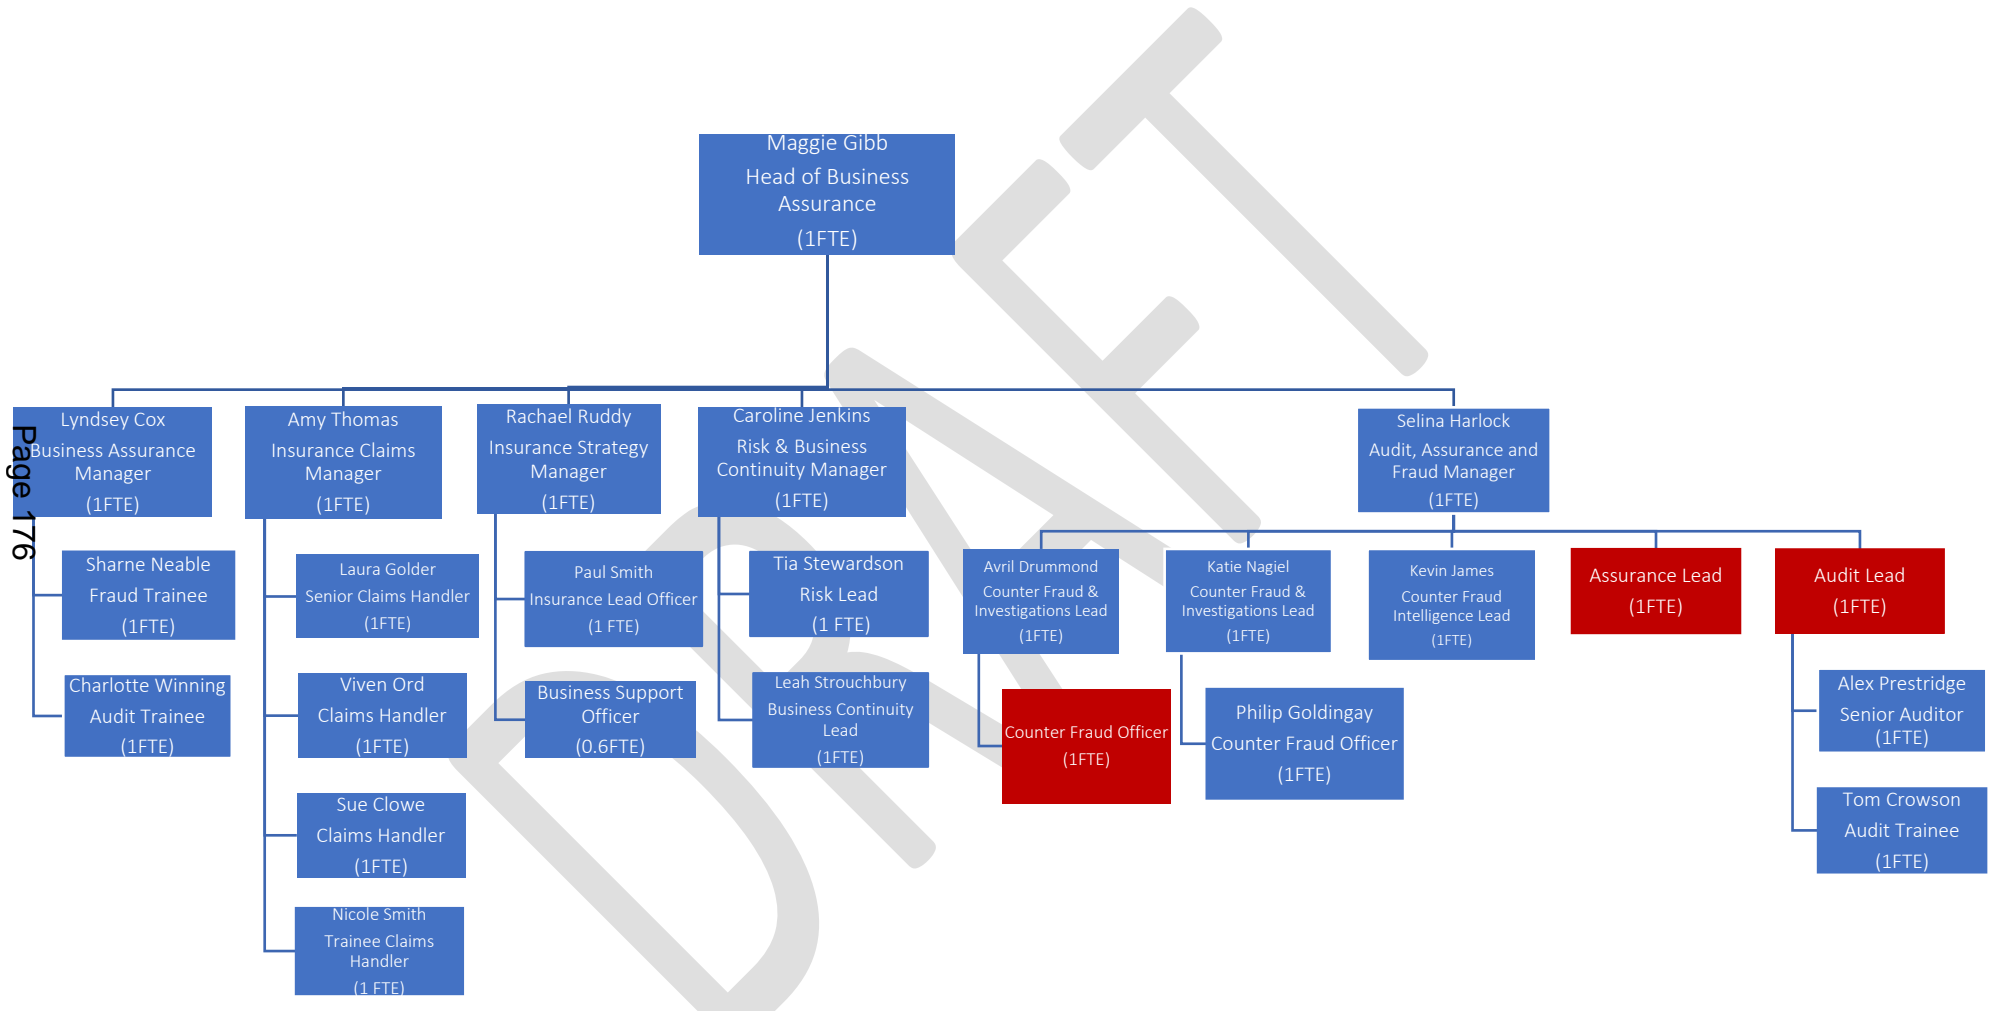 Maggie Gibb
Head of Business
Assurance
(1FTE)
Lyndsey Cox
Business Assurance
Manager
(1FTE)
Amy Thomas
Insurance Claims
Manager
(1FTE)
Rachael Ruddy
Insurance Strategy
Manager
(1FTE)
Caroline Jenkins
Risk & Business
Continuity Manager
(1FTE)
Selina Harlock
Audit, Assurance and
Fraud Manager
(1FTE)
Sharne Neable
Fraud Trainee
(1FTE)
Charlotte Winning
Audit Trainee
(1FTE)
Laura Golder
Senior Claims Handler
(1FTE)
Viven Ord
Claims Handler
(1FTE)
Sue Clowe
Claims Handler
(1FTE)
Nicole Smith
Trainee Claims
Handler
(1 FTE)
Paul Smith
Insurance Lead Officer
(1 FTE)
Business Support
Officer
(0.6FTE)
Tia Stewardson
Risk Lead
(1 FTE)
Leah Strouchbury
Business Continuity
Lead
(1FTE)
Avril Drummond
Counter Fraud &
Investigations Lead
(1FTE)
Counter Fraud Officer
(1FTE)
Katie Nagiel
Counter Fraud &
Investigations Lead
(1FTE)
Philip Goldingay
Counter Fraud Officer
(1FTE)
Kevin James
Counter Fraud
Intelligence Lead
(1FTE)
Assurance Lead
(1FTE)
Audit Lead
(1FTE)
Alex Prestridge
Senior Auditor
(1FTE)
Tom Crowson
Audit Trainee
(1FTE)
Page 176
DRAFT